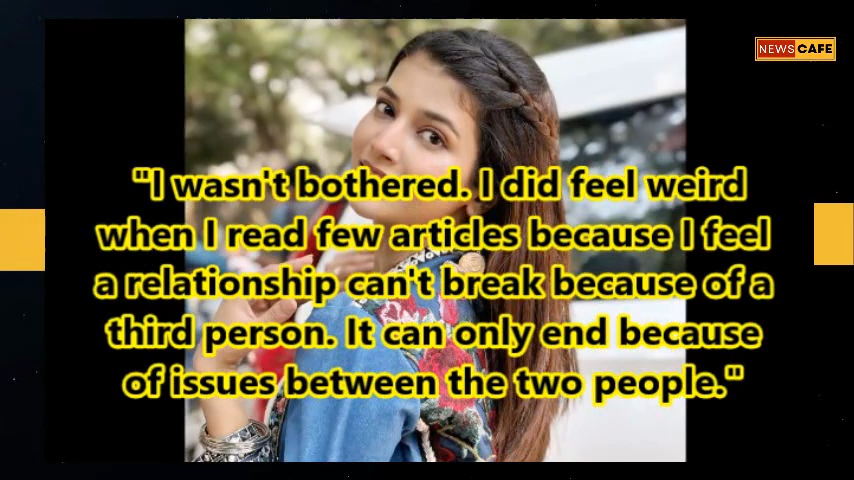 NEWS CAFE
"I wasn't bothered. I did feel weird
when I read few articles because I feel
a relationship can't break because of a
third person. It can only end because
of issues between the two people."